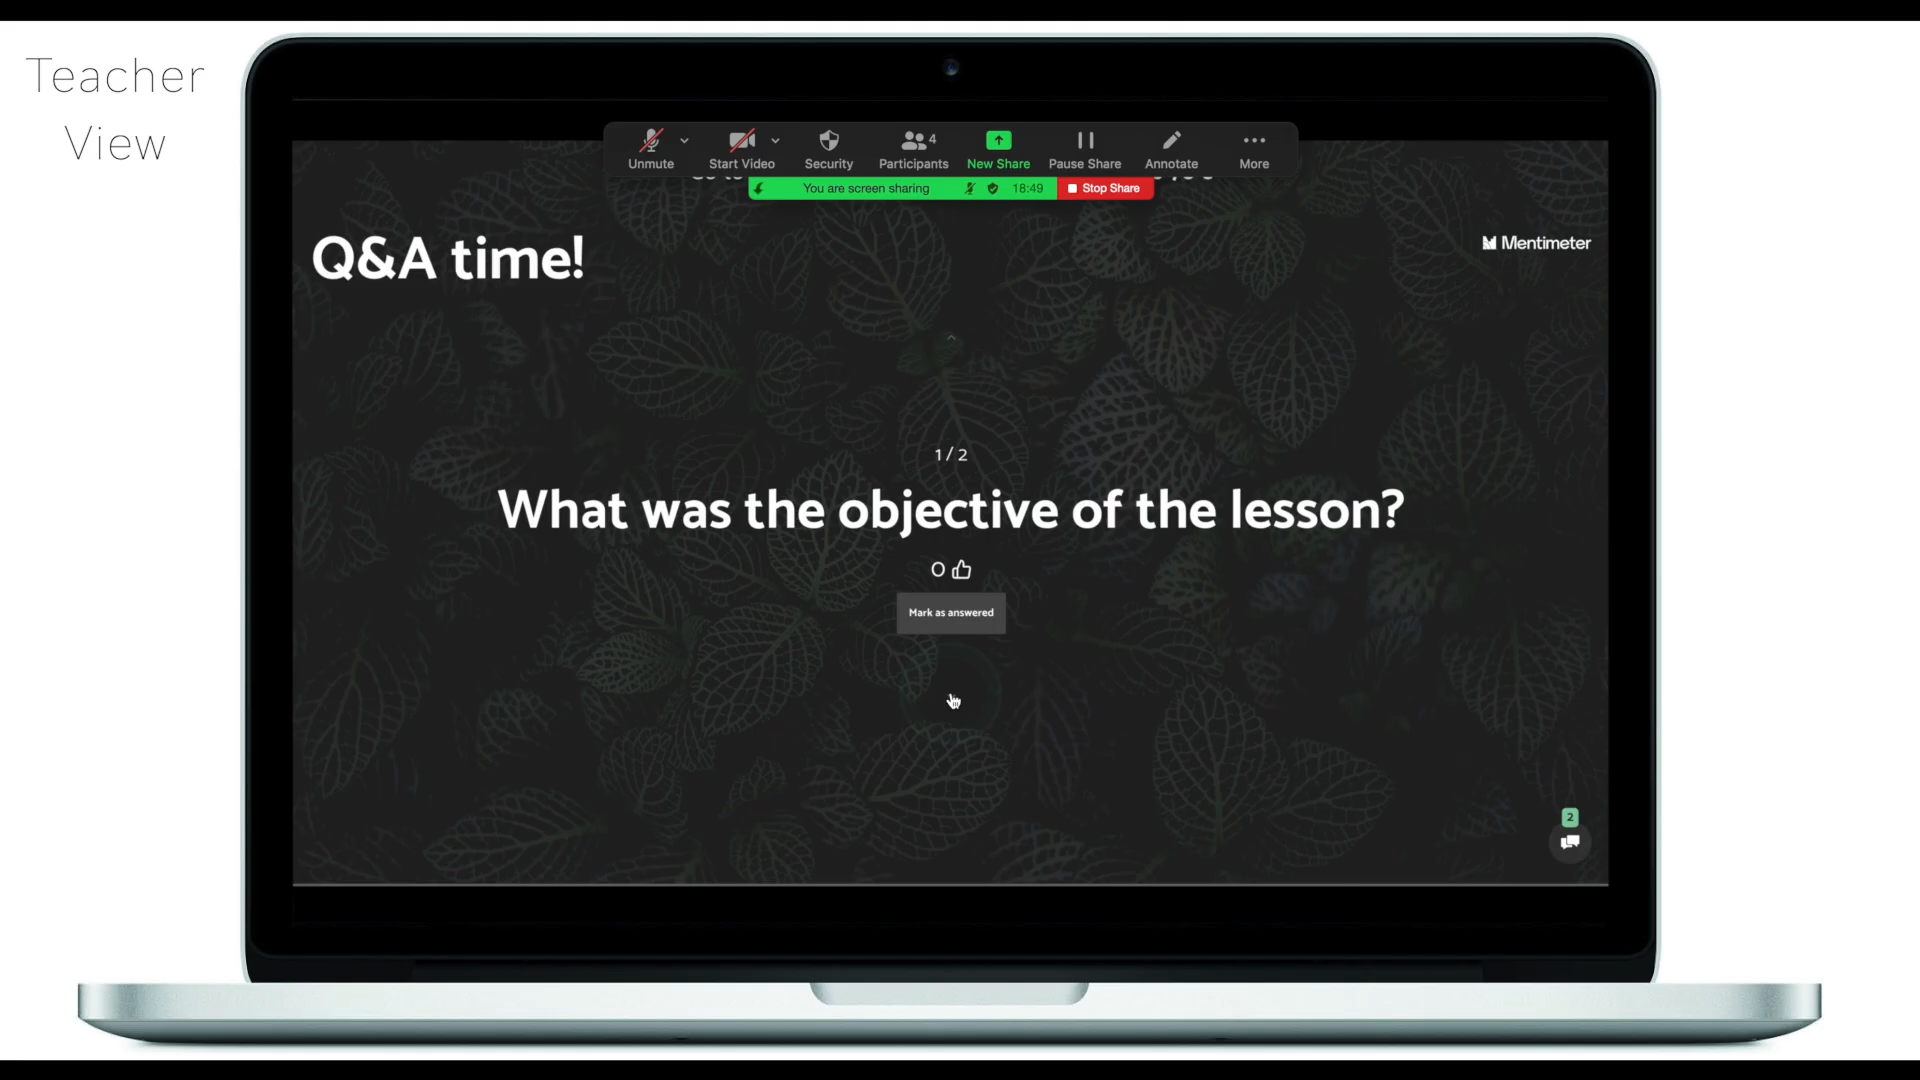 Teacher
View
Unmute
Start Video
Security
4
Participants
New Share
Pause Share
Annotate
More
You are screen sharing
18:49
Stop Share
Q&A time!
Mentimeter
1 / 2
What was the objective of the lesson?
0
Mark as answered
2